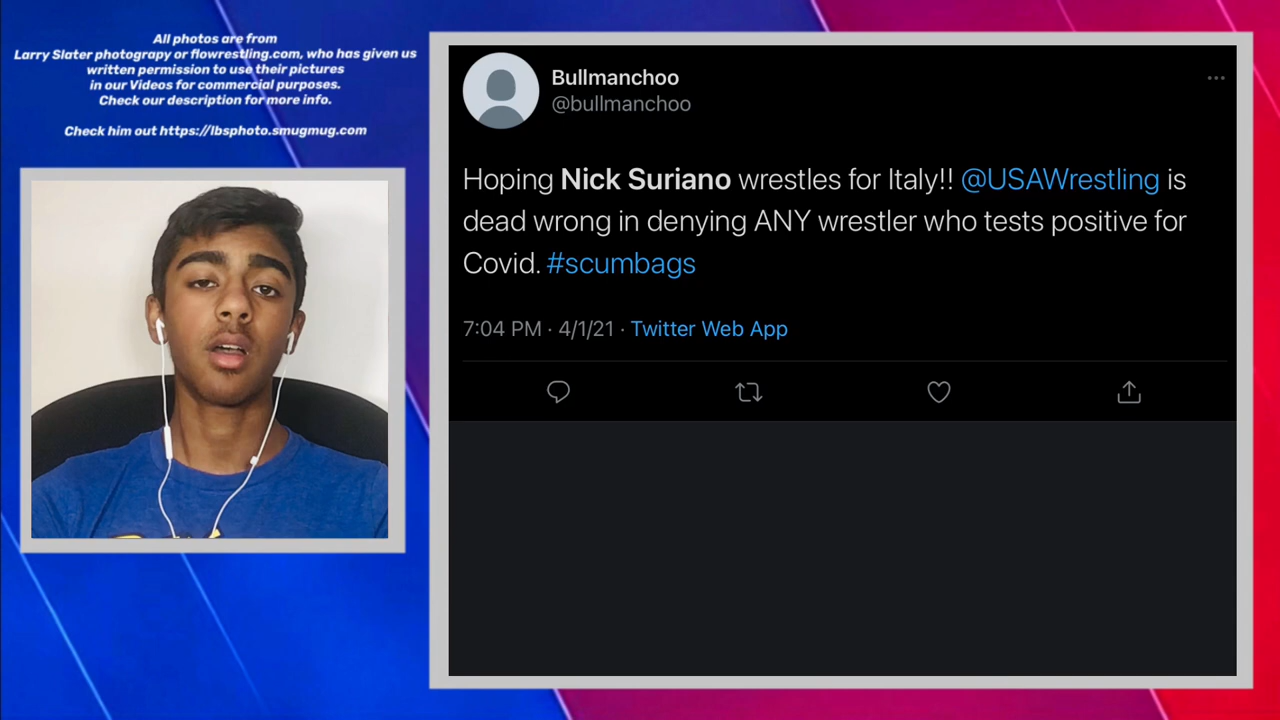 All photos are from
Larry Slater photograpy or flowrestling.com, who has given us
written permission to use their pictures
in our Videos for commercial purposes.
Check our description for more info.
Check him out https://lbsphoto.smugmug.com
Bullmanchoo
@bullmanchoo
Hoping Nick Suriano wrestles for Italy!! @USAWrestling is
dead wrong in denying ANY wrestler who tests positive for
Covid. #scumbags
7:04 PM · 4/1/21 · Twitter Web App